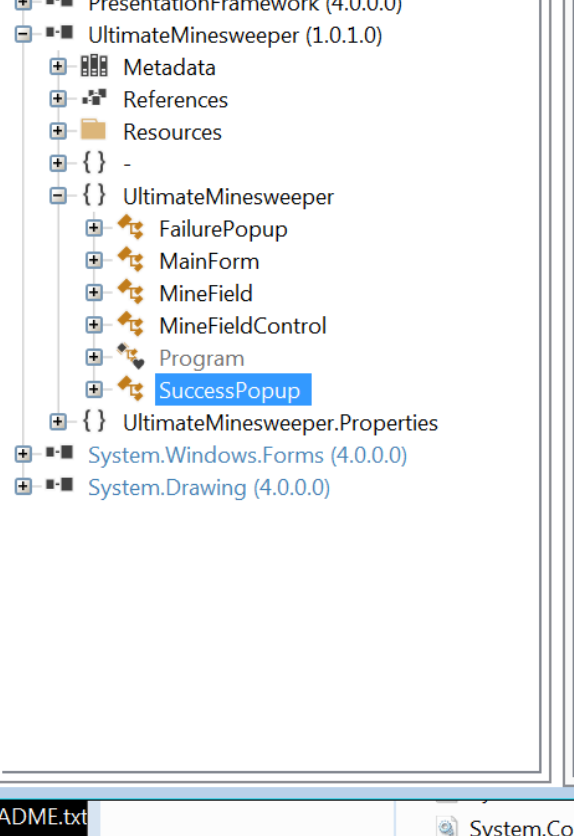 PresentationFramework (4.0.0.0)
UltimateMinesweeper (1.0.1.0)
Metadata
References
Resources
{ } -
{ } UltimateMinesweeper
FailurePopup
MainForm
MineField
MineFieldControl
Program
SuccessPopup
{ } UltimateMinesweeper.Properties
System.Windows.Forms (4.0.0.0)
System.Drawing (4.0.0.0)
ADME.txt
System.Co